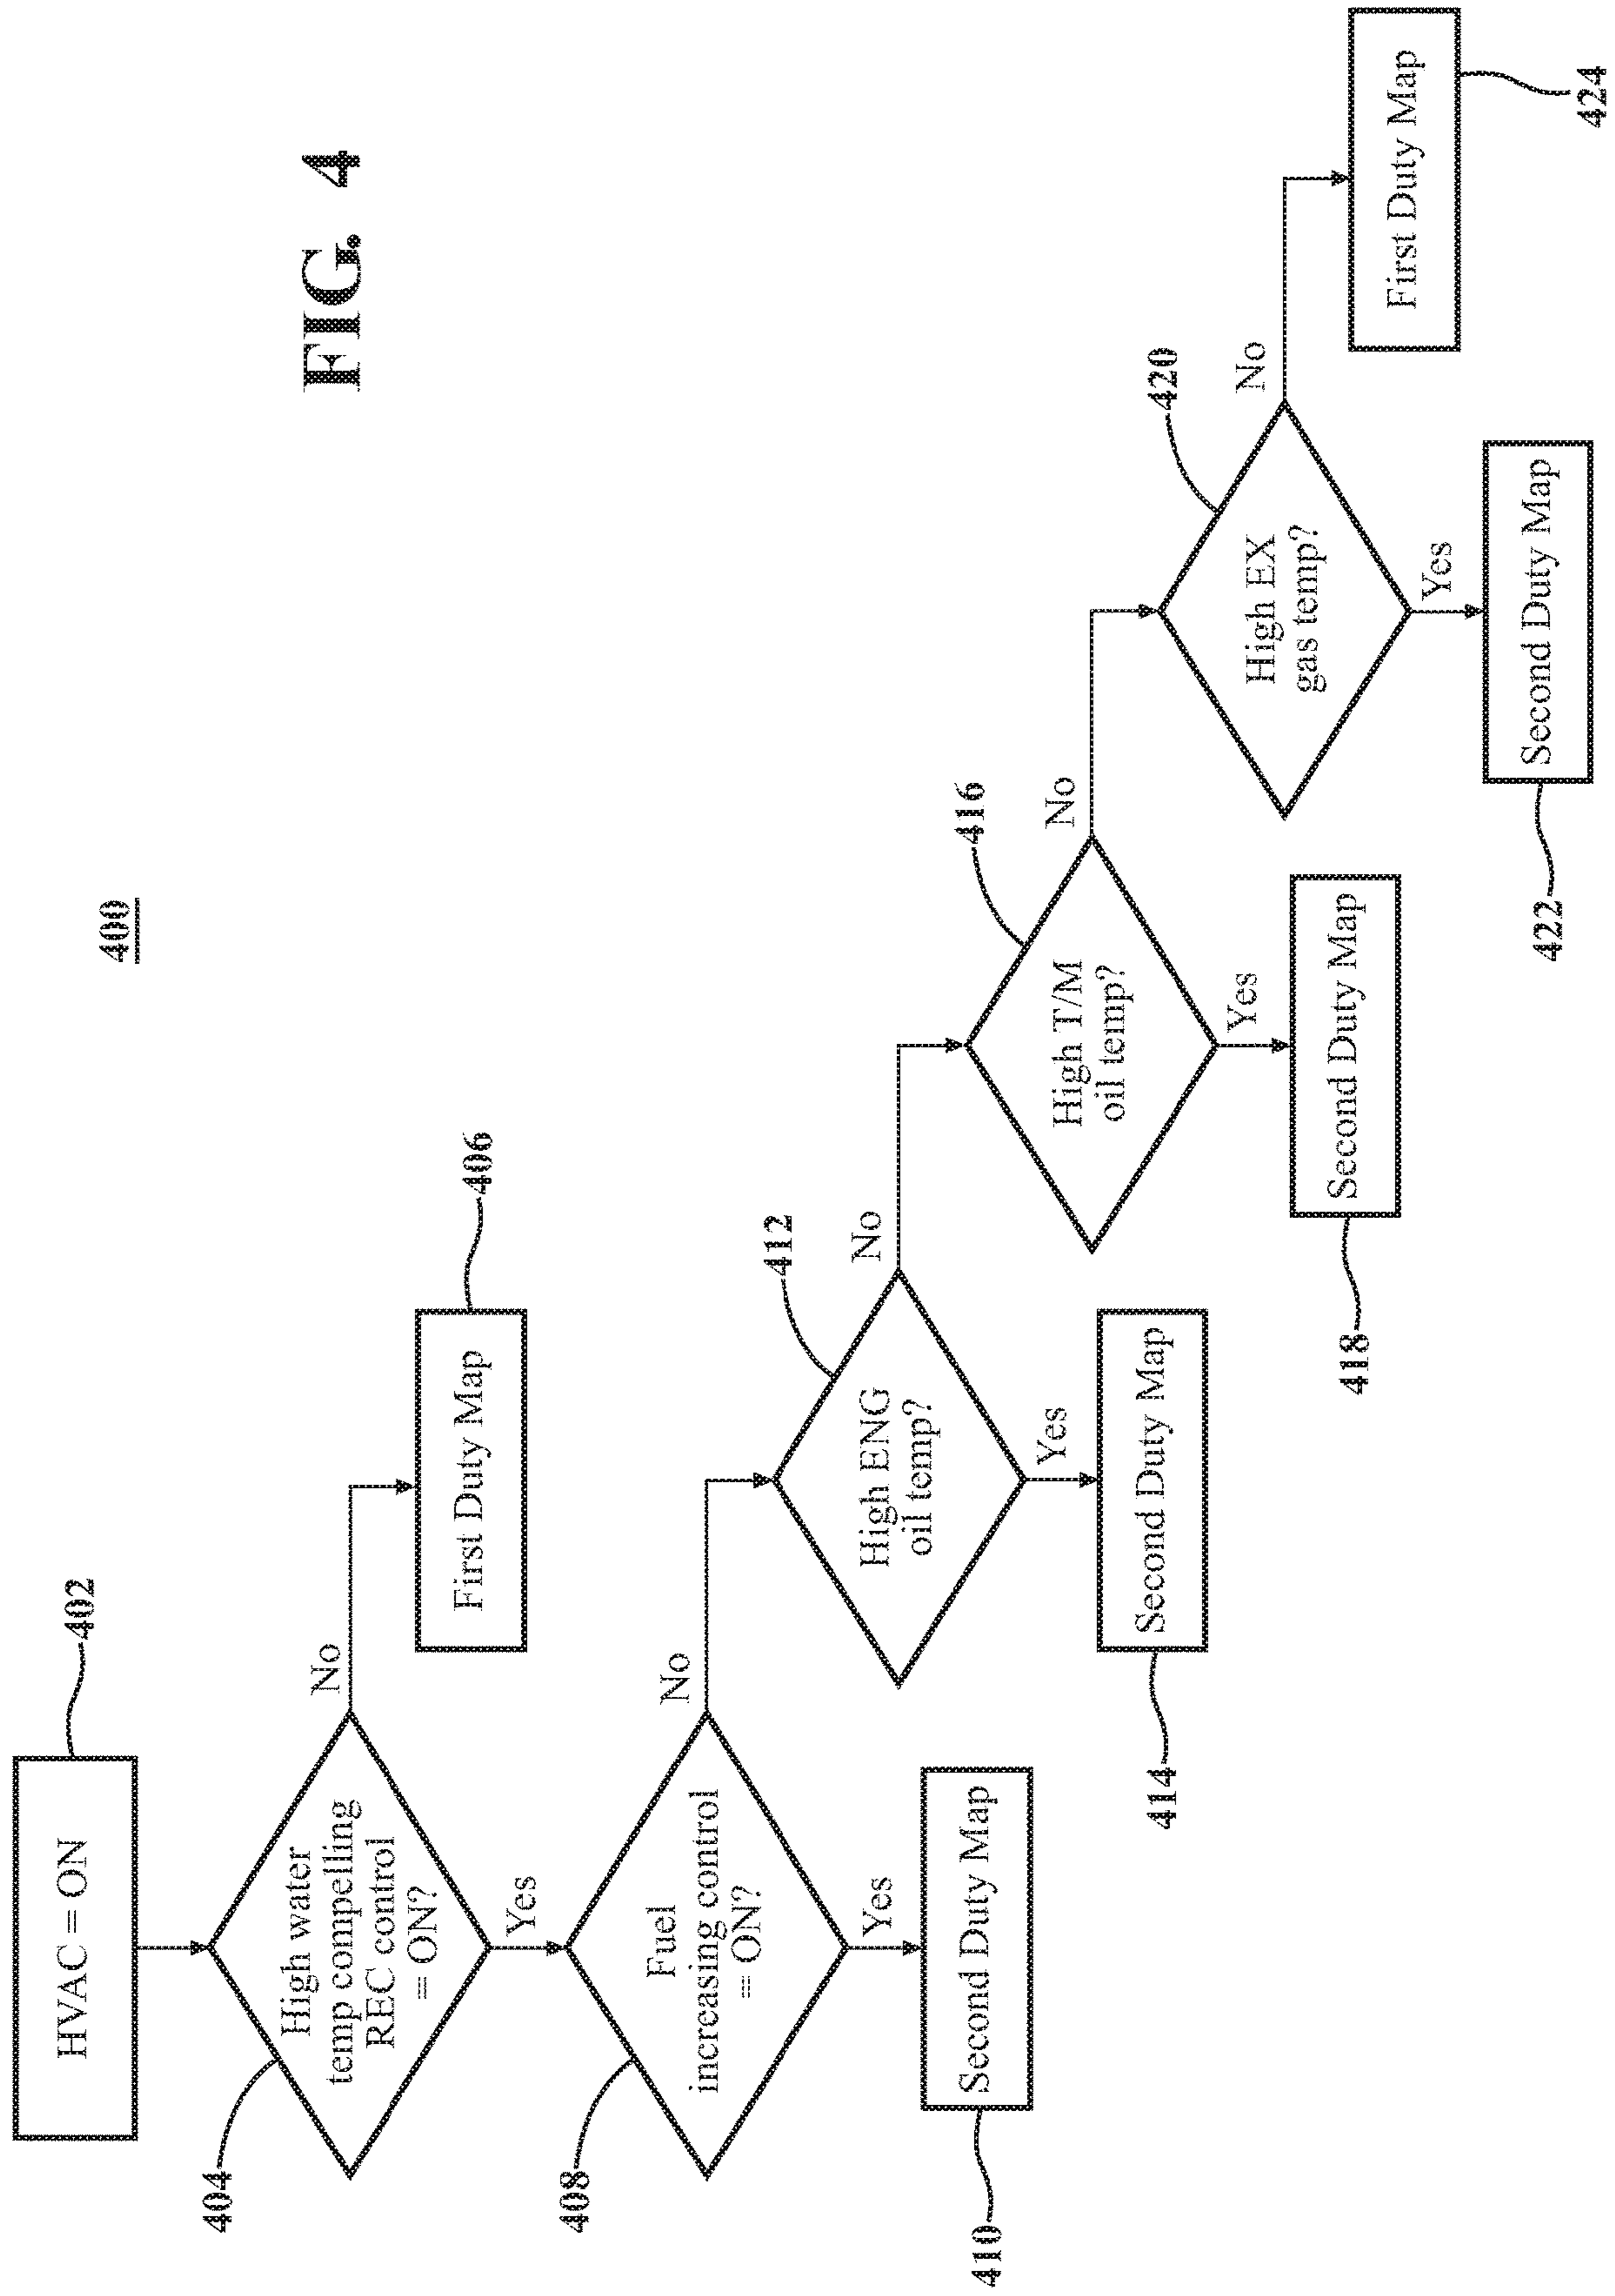 FIG. 4
400
HVAC = ON
402
High water
temp compelling
REC control
= ON?
404
No
First Duty Map
406
Yes
Fuel
increasing control
= ON?
408
Yes
Second Duty Map
410
No
High ENG
oil temp?
412
Yes
Second Duty Map
414
No
High T/M
oil temp?
416
Yes
Second Duty Map
418
No
High EX
gas temp?
420
Yes
Second Duty Map
422
No
First Duty Map
424